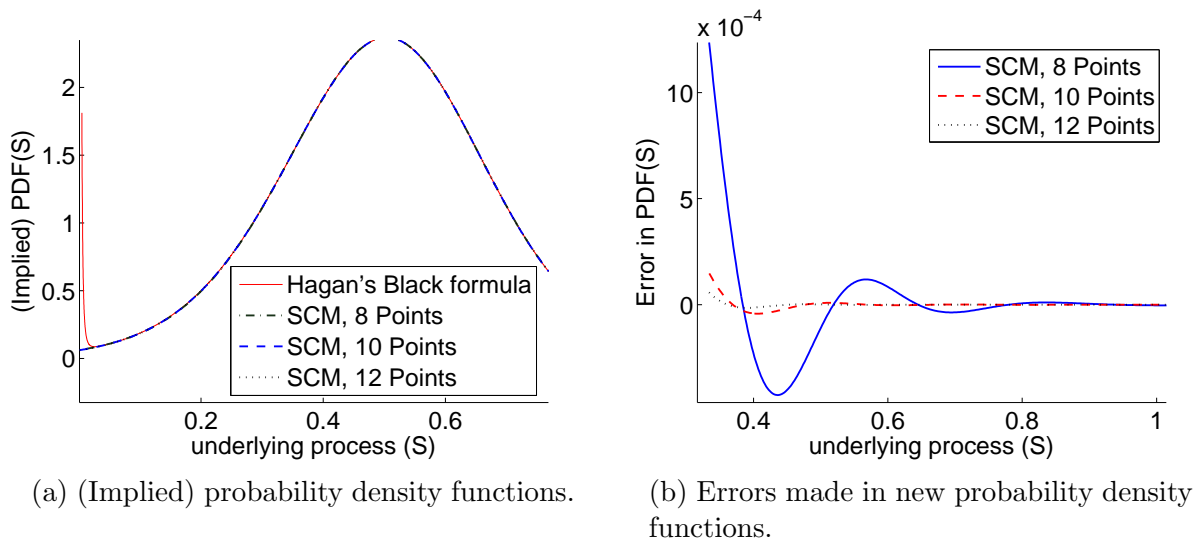 2
1.5
1
0.5
0
(Implied) PDF(S)
Hagan's Black formula
SCM, 8 Points
SCM, 10 Points
SCM, 12 Points
0.2 0.4 0.6
underlying process (S)
(a) (Implied) probability density functions.
x 10−4
10
5
0
Error in PDF(S)
SCM, 8 Points
SCM, 10 Points
SCM, 12 Points
0.4 0.6 0.8 1
underlying process (S)
(b) Errors made in new probability density
functions.